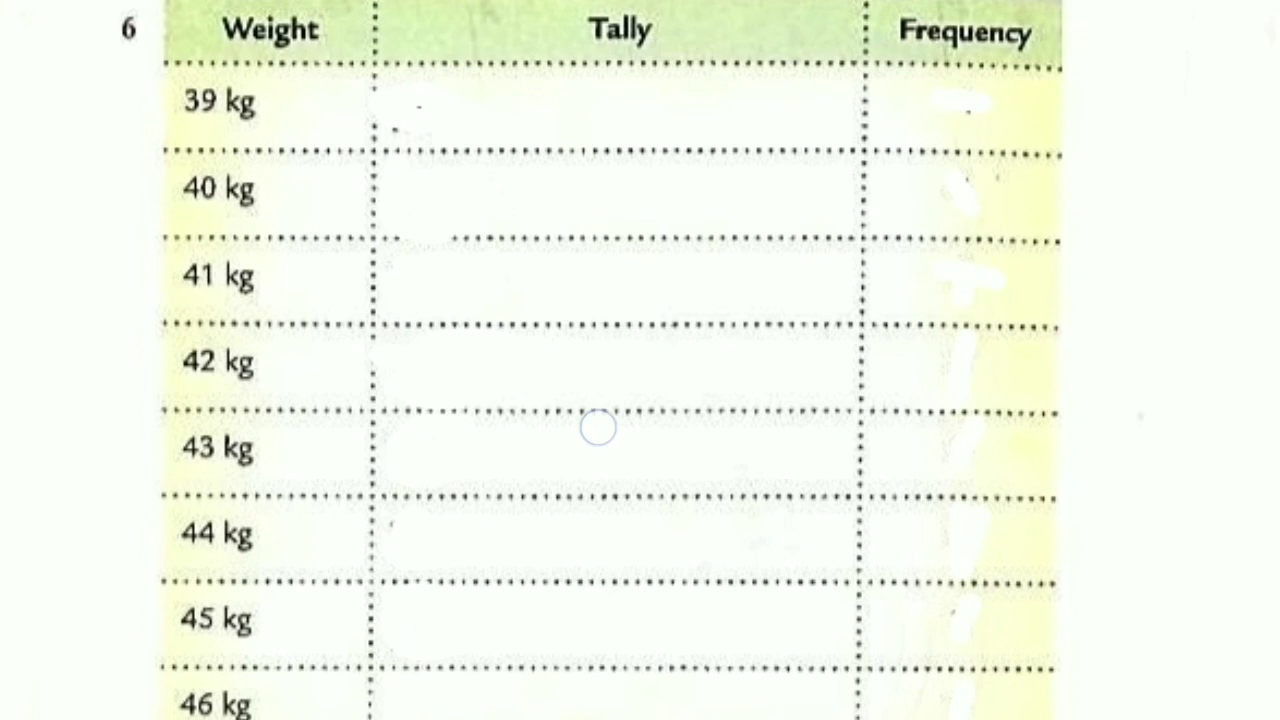 6 Weight Tally Frequency
39 kg
40 kg
41 kg
42 kg
43 kg
44 kg
45 kg
46 kg